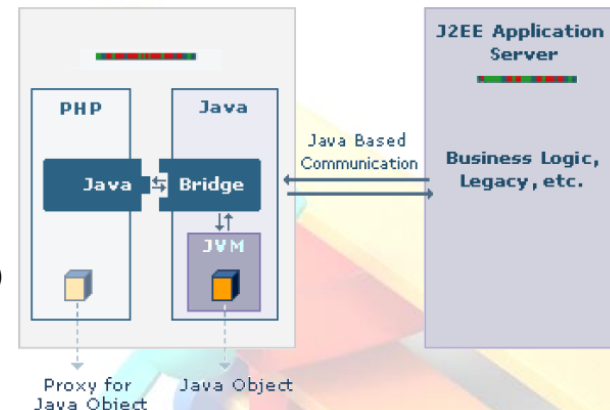 J2EE Application
Server
PHP
Java
Java Based
Communication
Business Logic,
Legacy, etc.
Java
Bridge
JVM
Proxy for
Java Object
Java Object